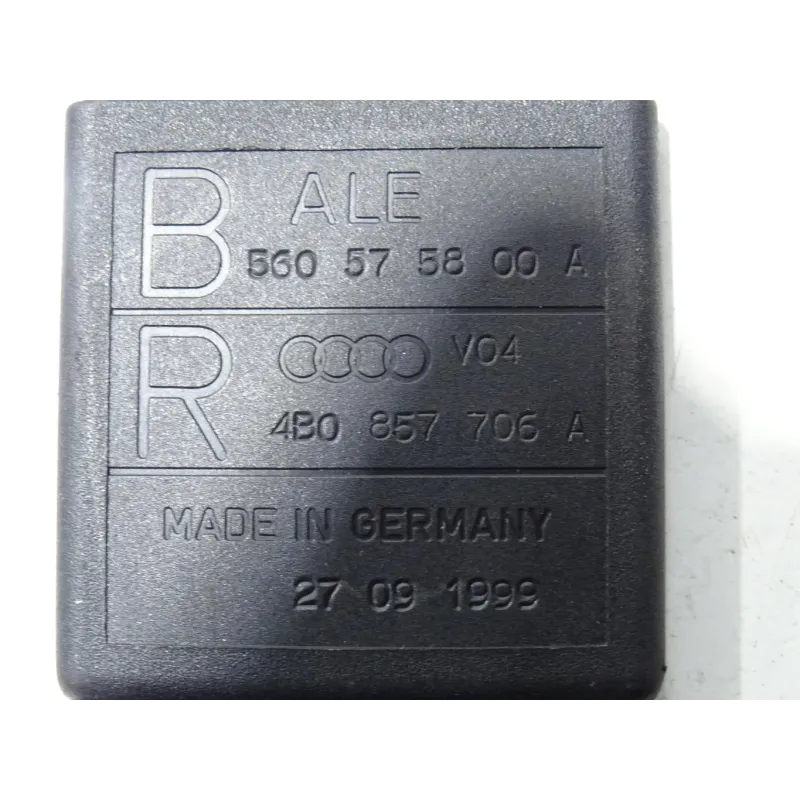 B ALE
560 57 58 00 A
R V04
4B0 857 706 A
MADE IN GERMANY
27 09 1999